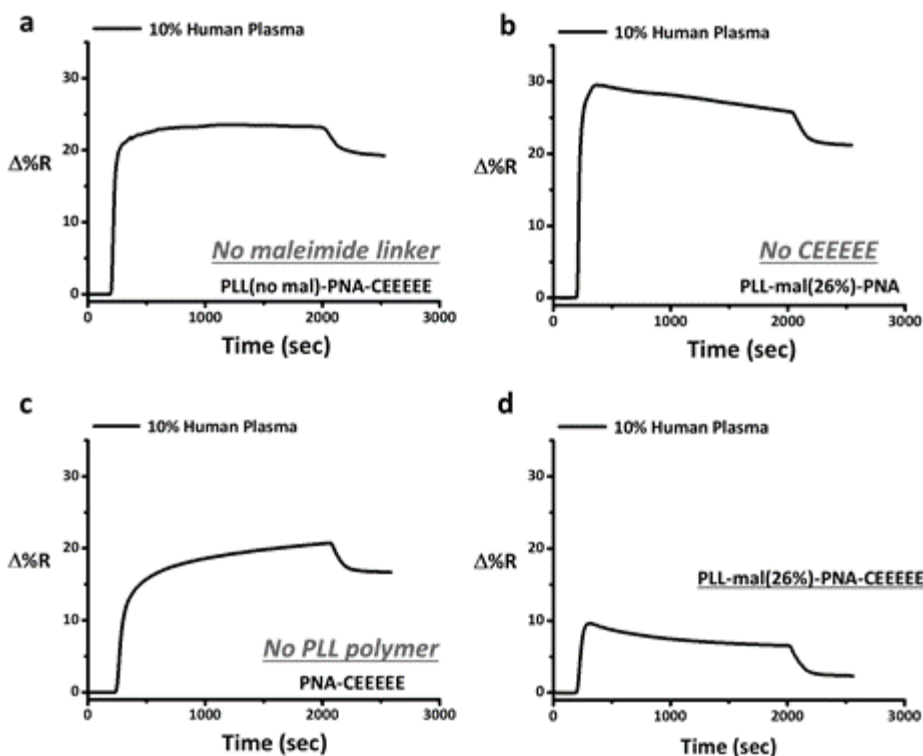 a
10% Human Plasma
30
20
10
0
Δ%R
No maleimide linker
PLL(no mal)-PNA-CEEEEE
0 1000 2000 3000
Time (sec)
b
10% Human Plasma
30
20
10
0
Δ%R
No CEEEEE
PLL-mal(26%)-PNA
0 1000 2000 3000
Time (sec)
c
10% Human Plasma
30
20
10
0
Δ%R
No PLL polymer
PNA-CEEEEE
0 1000 2000 3000
Time (sec)
d
10% Human Plasma
30
20
10
0
Δ%R
PLL-mal(26%)-PNA-CEEEEE
0 1000 2000 3000
Time (sec)